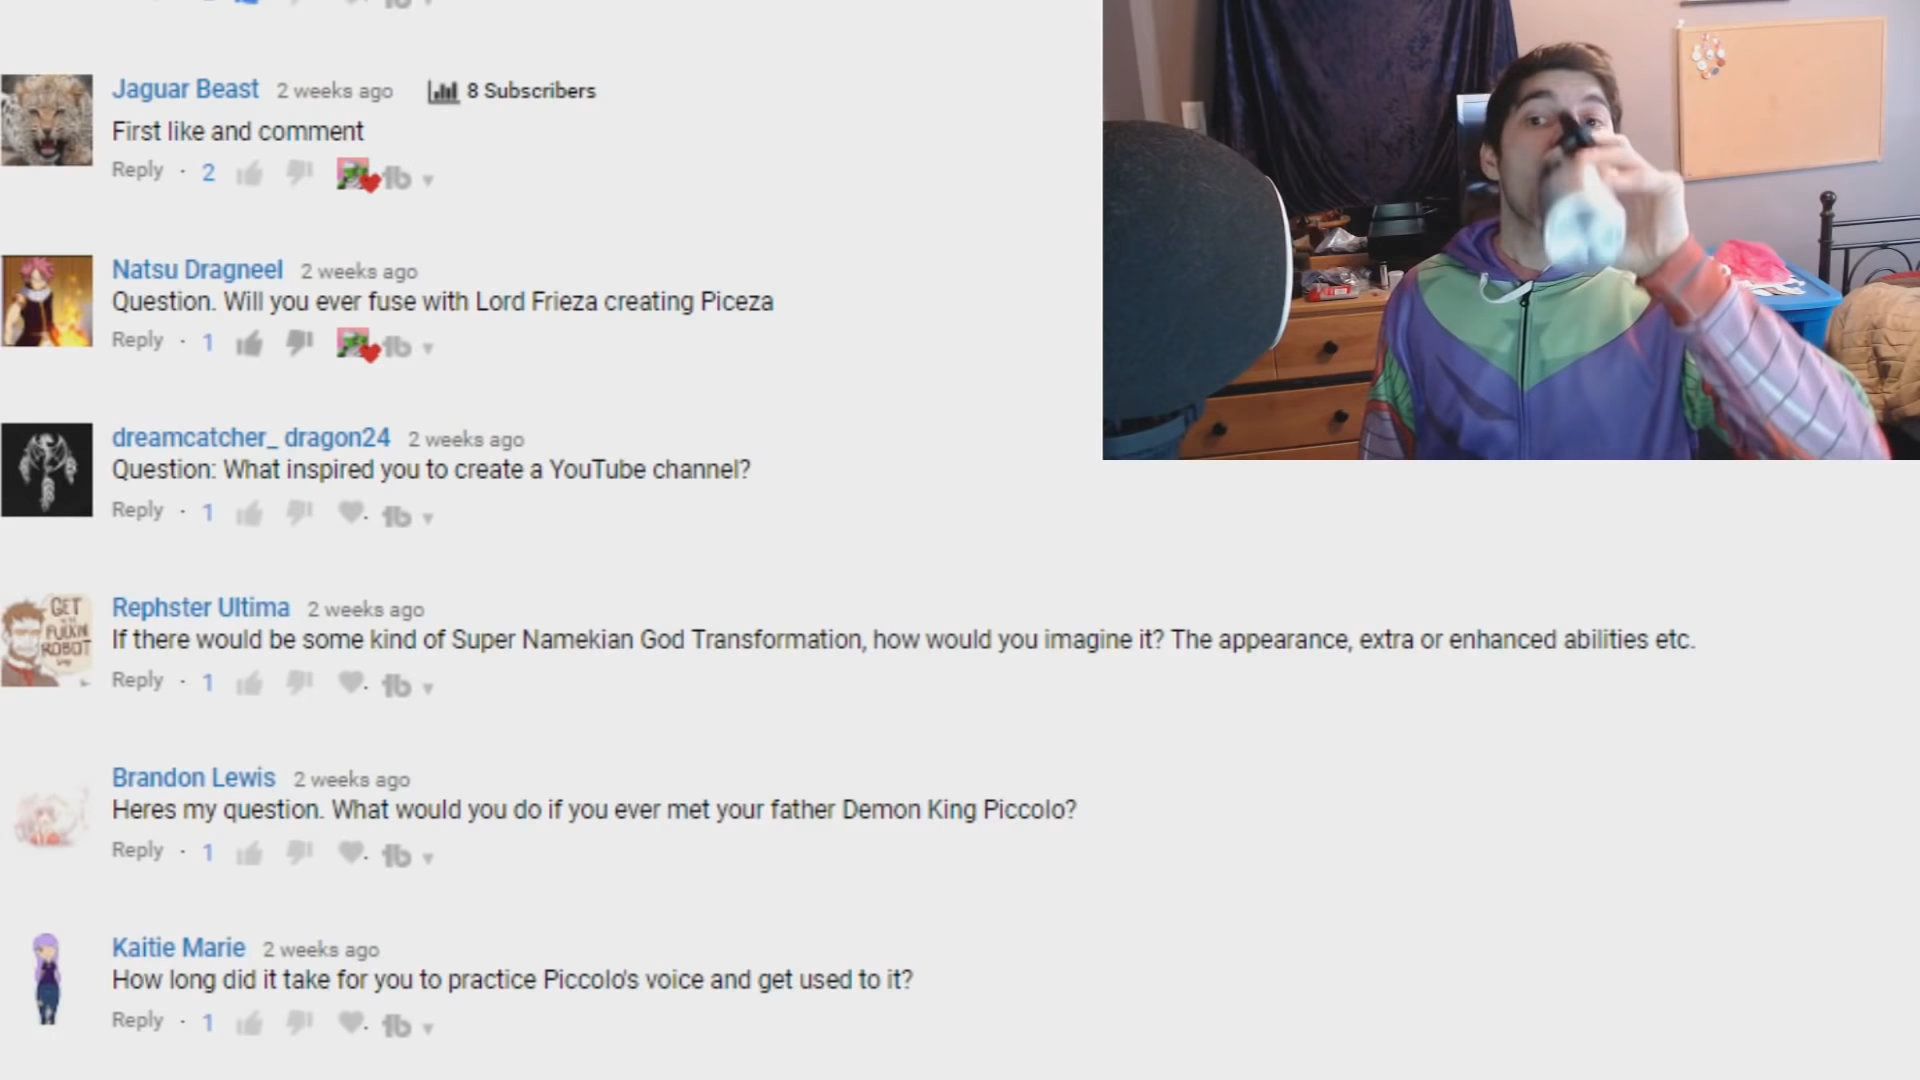 Jaguar Beast 2 weeks ago 8 Subscribers
First like and comment
Reply · 2
Natsu Dragneel 2 weeks ago
Question. Will you ever fuse with Lord Frieza creating Piceza
Reply · 1
dreamcatcher_ dragon24 2 weeks ago
Question: What inspired you to create a YouTube channel?
Reply · 1
GET
FUCKIN
ROBOT
Rephster Ultima 2 weeks ago
If there would be some kind of Super Namekian God Transformation, how would you imagine it? The appearance, extra or enhanced abilities etc.
Reply · 1
Brandon Lewis 2 weeks ago
Heres my question. What would you do if you ever met your father Demon King Piccolo?
Reply · 1
Kaitie Marie 2 weeks ago
How long did it take for you to practice Piccolo's voice and get used to it?
Reply · 1